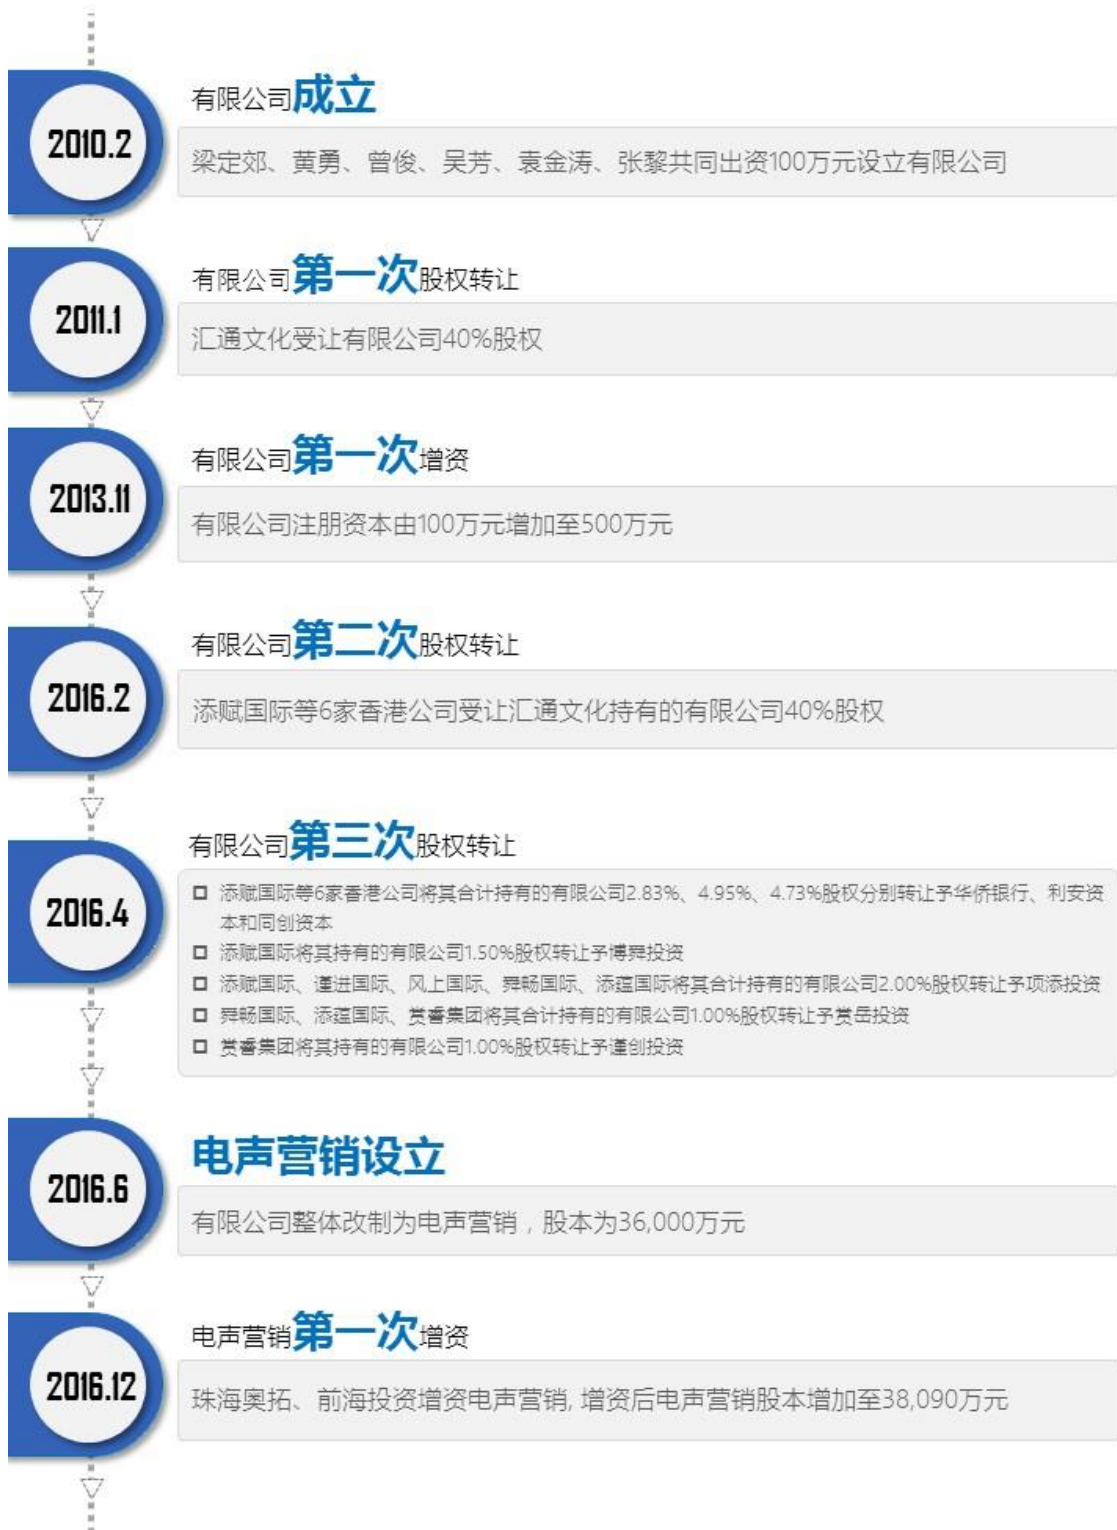 2010.2
有限公司成立
梁定郊、黄勇、曾俊、吴芳、袁金涛、张黎共同出资100万元设立有限公司
2011.1
有限公司第一次股权转让
汇通文化受让有限公司40%股权
2013.11
有限公司第一次增资
有限公司注册资本由100万元增加至500万元
2016.2
有限公司第二次股权转让
添赋国际等6家香港公司受让汇通文化持有的有限公司40%股权
2016.4
有限公司第三次股权转让
添赋国际等6家香港公司将其合计持有的有限公司2.83%、4.95%、4.73%股权分别转让予华侨银行、利安资
本和同创资本
添赋国际将其持有的有限公司1.50%股权转让予博舜投资
添赋国际、谨进国际、风上国际、舜畅国际、添蕴国际将其合计持有的有限公司2.00%股权转让予顶添投资
舜畅国际、添蕴国际、赏睿集团将其合计持有的有限公司1.00%股权转让予赏岳投资
赏睿集团将其持有的有限公司1.00%股权转让予谨创投资
2016.6
电声营销设立
有限公司整体改制为电声营销，股本为36,000万元
2016.12
电声营销第一次增资
珠海奥拓、前海投资增资电声营销, 增资后电声营销股本增加至38,090万元